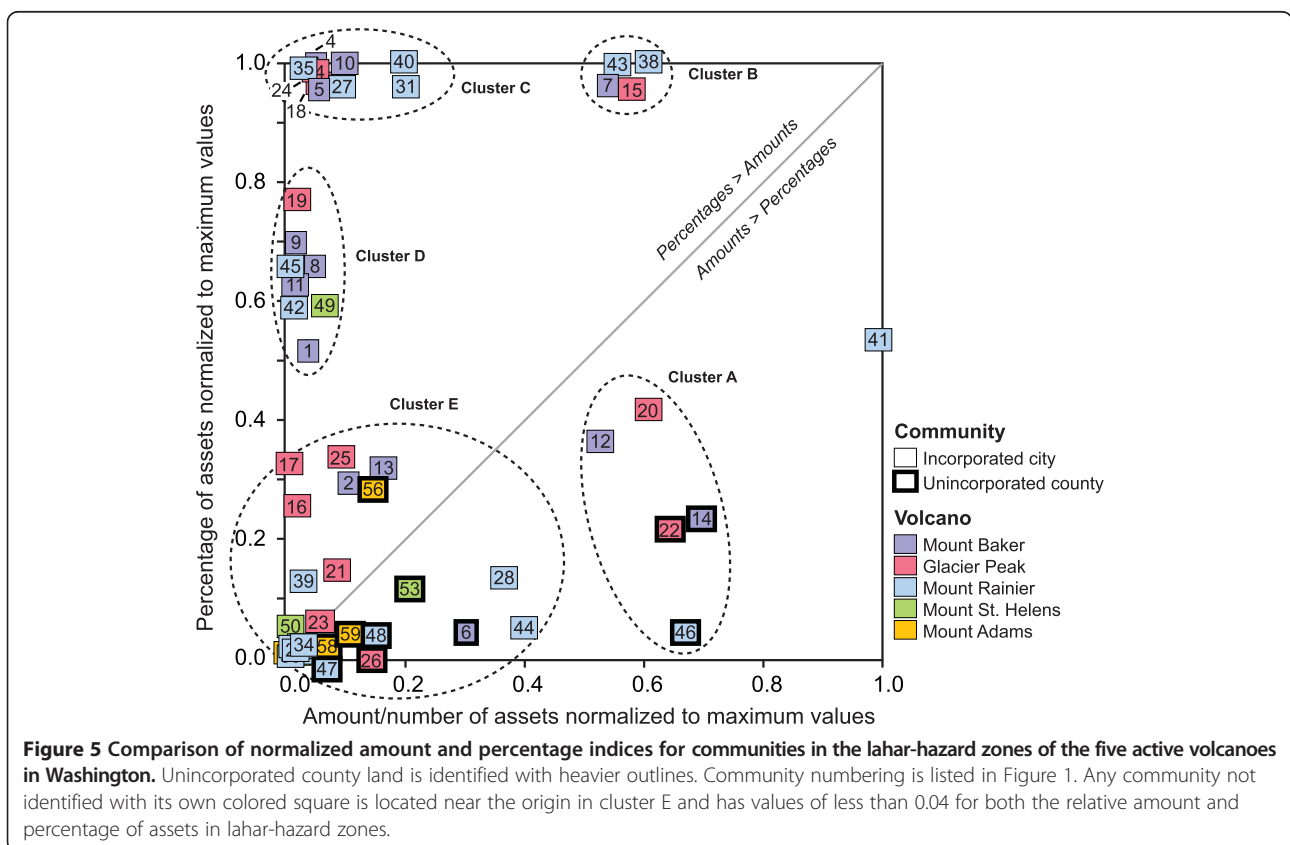 Percentage of assets normalized to maximum values
1.0
0.8
0.6
0.4
0.2
0.0
4
35
10
40
24
5
27
31
18
Cluster C
43
38
7
15
Cluster B
Percentages > Amounts
Amounts > Percentages
19
9
45
8
11
42
49
1
Cluster D
41
Cluster A
20
12
14
22
46
Cluster E
17
25
13
2
56
16
21
39
53
28
50
23
59
48
6
44
34
58
47
26
0.0 0.2 0.4 0.6 0.8 1.0
Amount/number of assets normalized to maximum values
Community
Incorporated city
Unincorporated county
Volcano
Mount Baker
Glacier Peak
Mount Rainier
Mount St. Helens
Mount Adams
Figure 5 Comparison of normalized amount and percentage indices for communities in the lahar-hazard zones of the five active volcanoes
in Washington. Unincorporated county land is identified with heavier outlines. Community numbering is listed in Figure 1. Any community not
identified with its own colored square is located near the origin in cluster E and has values of less than 0.04 for both the relative amount and
percentage of assets in lahar-hazard zones.